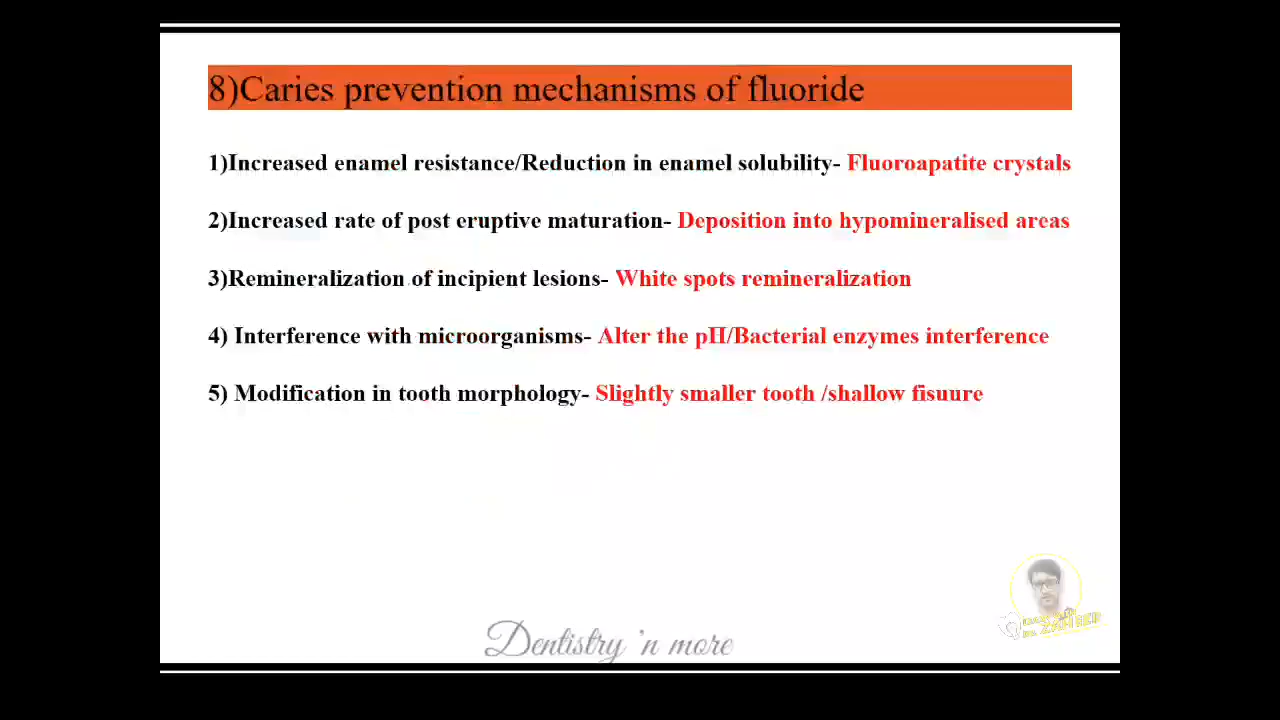 8)Caries prevention mechanisms of fluoride
1)Increased enamel resistance/Reduction in enamel solubility- Fluoroapatite crystals
2)Increased rate of post eruptive maturation- Deposition into hypomineralised areas
3)Remineralization of incipient lesions- White spots remineralization
4) Interference with microorganisms- Alter the pH/Bacterial enzymes interference
5) Modification in tooth morphology- Slightly smaller tooth /shallow fisuure
Dentistry 'n more